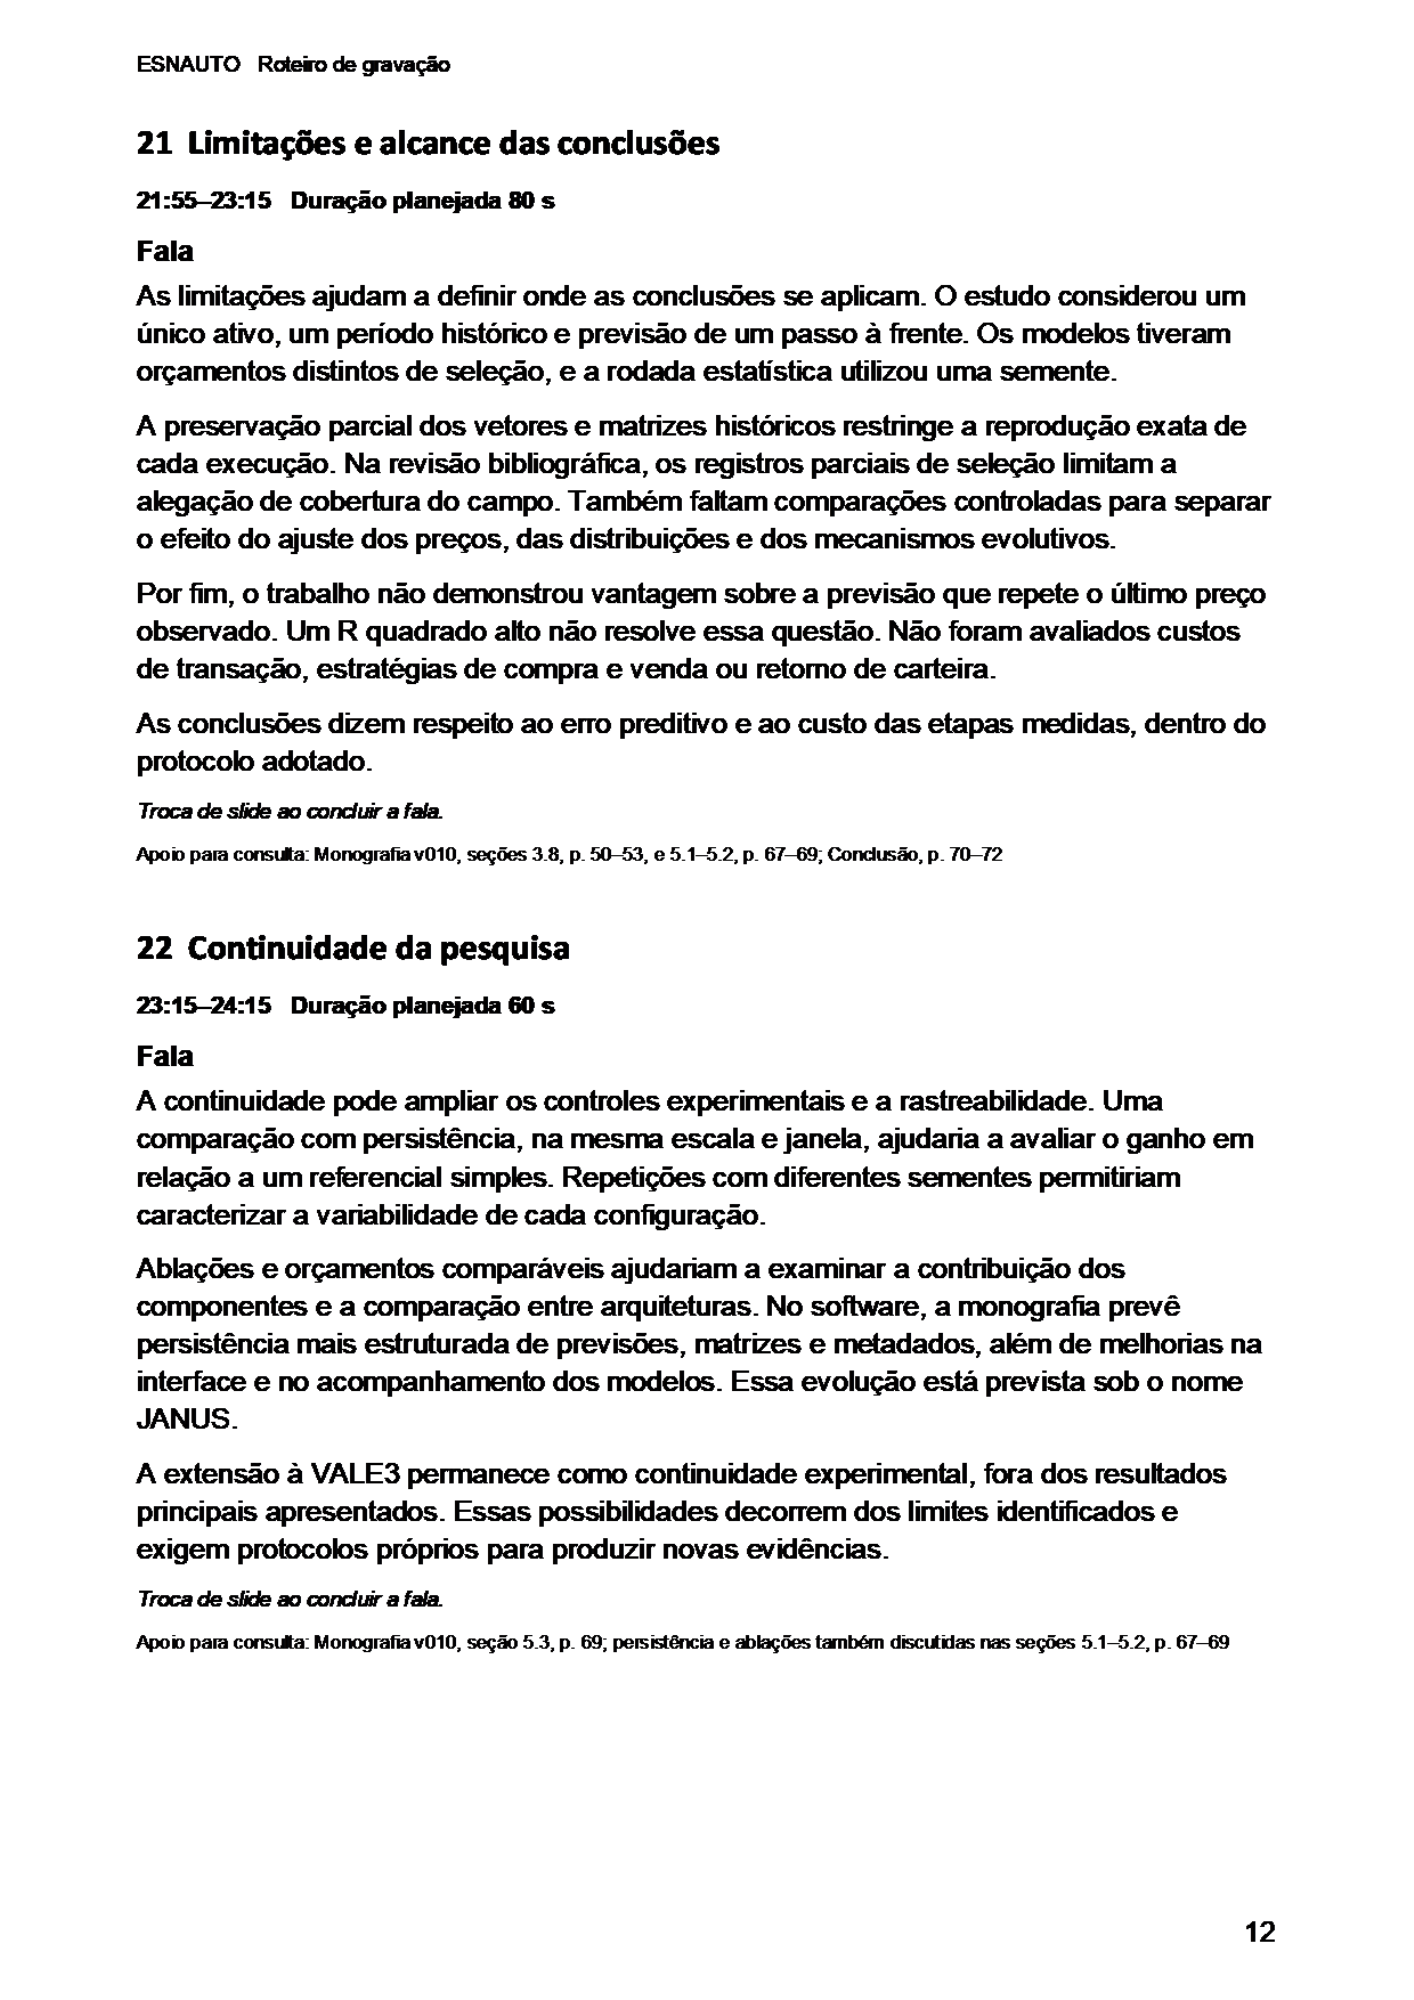 ESNAUTO Roteiro de gravação
21 Limitações e alcance das conclusões
21:55–23:15 Duração planejada 80 s
Fala
As limitações ajudam a definir onde as conclusões se aplicam. O estudo considerou um
único ativo, um período histórico e previsão de um passo à frente. Os modelos tiveram
orçamentos distintos de seleção, e a rodada estatística utilizou uma semente.
A preservação parcial dos vetores e matrizes históricos restringe a reprodução exata de
cada execução. Na revisão bibliográfica, os registros parciais de seleção limitam a
alegação de cobertura do campo. Também faltam comparações controladas para separar
o efeito do ajuste dos preços, das distribuições e dos mecanismos evolutivos.
Por fim, o trabalho não demonstrou vantagem sobre a previsão que repete o último preço
observado. Um R quadrado alto não resolve essa questão. Não foram avaliados custos
de transação, estratégias de compra e venda ou retorno de carteira.
As conclusões dizem respeito ao erro preditivo e ao custo das etapas medidas, dentro do
protocolo adotado.
Troca de slide ao concluir a fala.
Apoio para consulta: Monografia v010, seções 3.8, p. 50–53, e 5.1–5.2, p. 67–69; Conclusão, p. 70–72
22 Continuidade da pesquisa
23:15–24:15 Duração planejada 60 s
Fala
A continuidade pode ampliar os controles experimentais e a rastreabilidade. Uma
comparação com persistência, na mesma escala e janela, ajudaria a avaliar o ganho em
relação a um referencial simples. Repetições com diferentes sementes permitiriam
caracterizar a variabilidade de cada configuração.
Ablações e orçamentos comparáveis ajudariam a examinar a contribuição dos
componentes e a comparação entre arquiteturas. No software, a monografia prevê
persistência mais estruturada de previsões, matrizes e metadados, além de melhorias na
interface e no acompanhamento dos modelos. Essa evolução está prevista sob o nome
JANUS.
A extensão à VALE3 permanece como continuidade experimental, fora dos resultados
principais apresentados. Essas possibilidades decorrem dos limites identificados e
exigem protocolos próprios para produzir novas evidências.
Troca de slide ao concluir a fala.
Apoio para consulta: Monografia v010, seção 5.3, p. 69; persistência e ablações também discutidas nas seções 5.1–5.2, p. 67–69
12